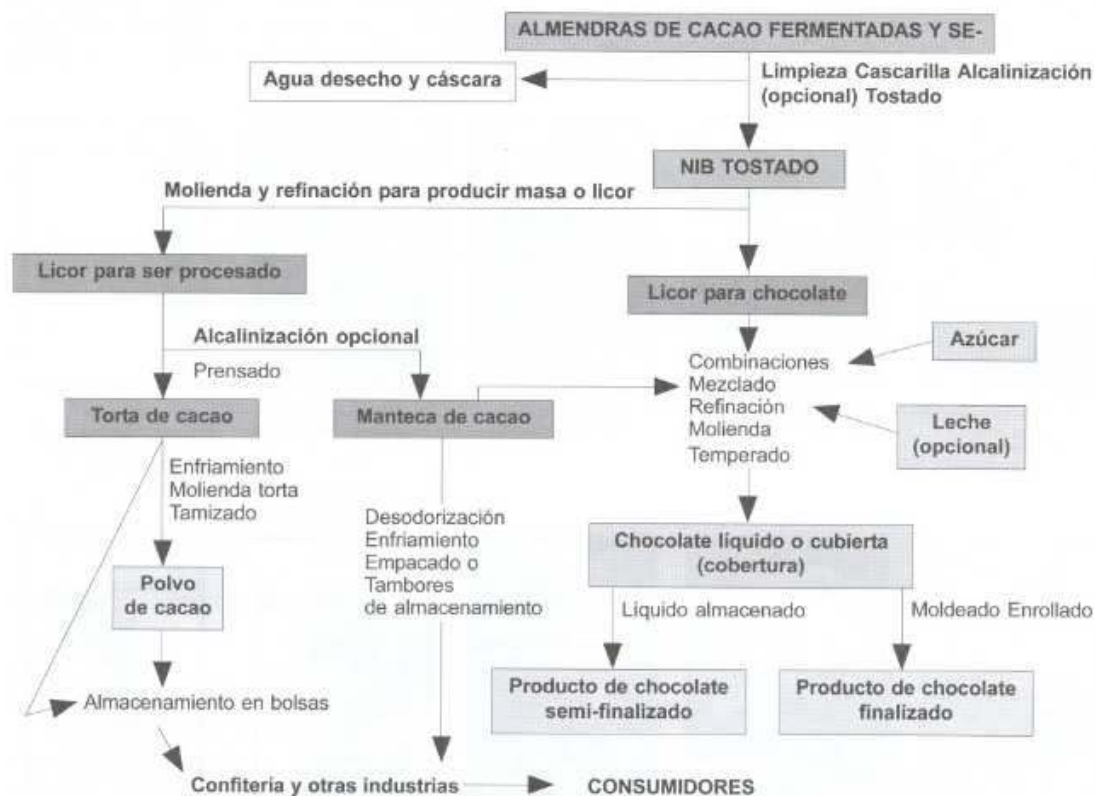 ALMENDRAS DE CACAO FERMENTADAS Y SE-
Agua desecho y cáscara
Limpieza Cascarilla Alcalinización
(opcional) Tostado
NIB TOSTADO
Molienda y refinación para producir masa o licor
Licor para ser procesado
Licor para chocolate
Alcalinización opcional
Prensado
Azúcar
Combinaciones
Mezclado
Refinación
Molienda
Temperado
Leche
(opcional)
Torta de cacao
Manteca de cacao
Enfriamiento
Molienda torta
Tamizado
Desodorización
Enfriamiento
Empacado o
Tambores
de almacenamiento
Chocolate líquido o cubierta
(cobertura)
Polvo
de cacao
Líquido almacenado
Moldeado Enrollado
Producto de chocolate
semi-finalizado
Producto de chocolate
finalizado
Almacenamiento en bolsas
Confitería y otras industrias
CONSUMIDORES